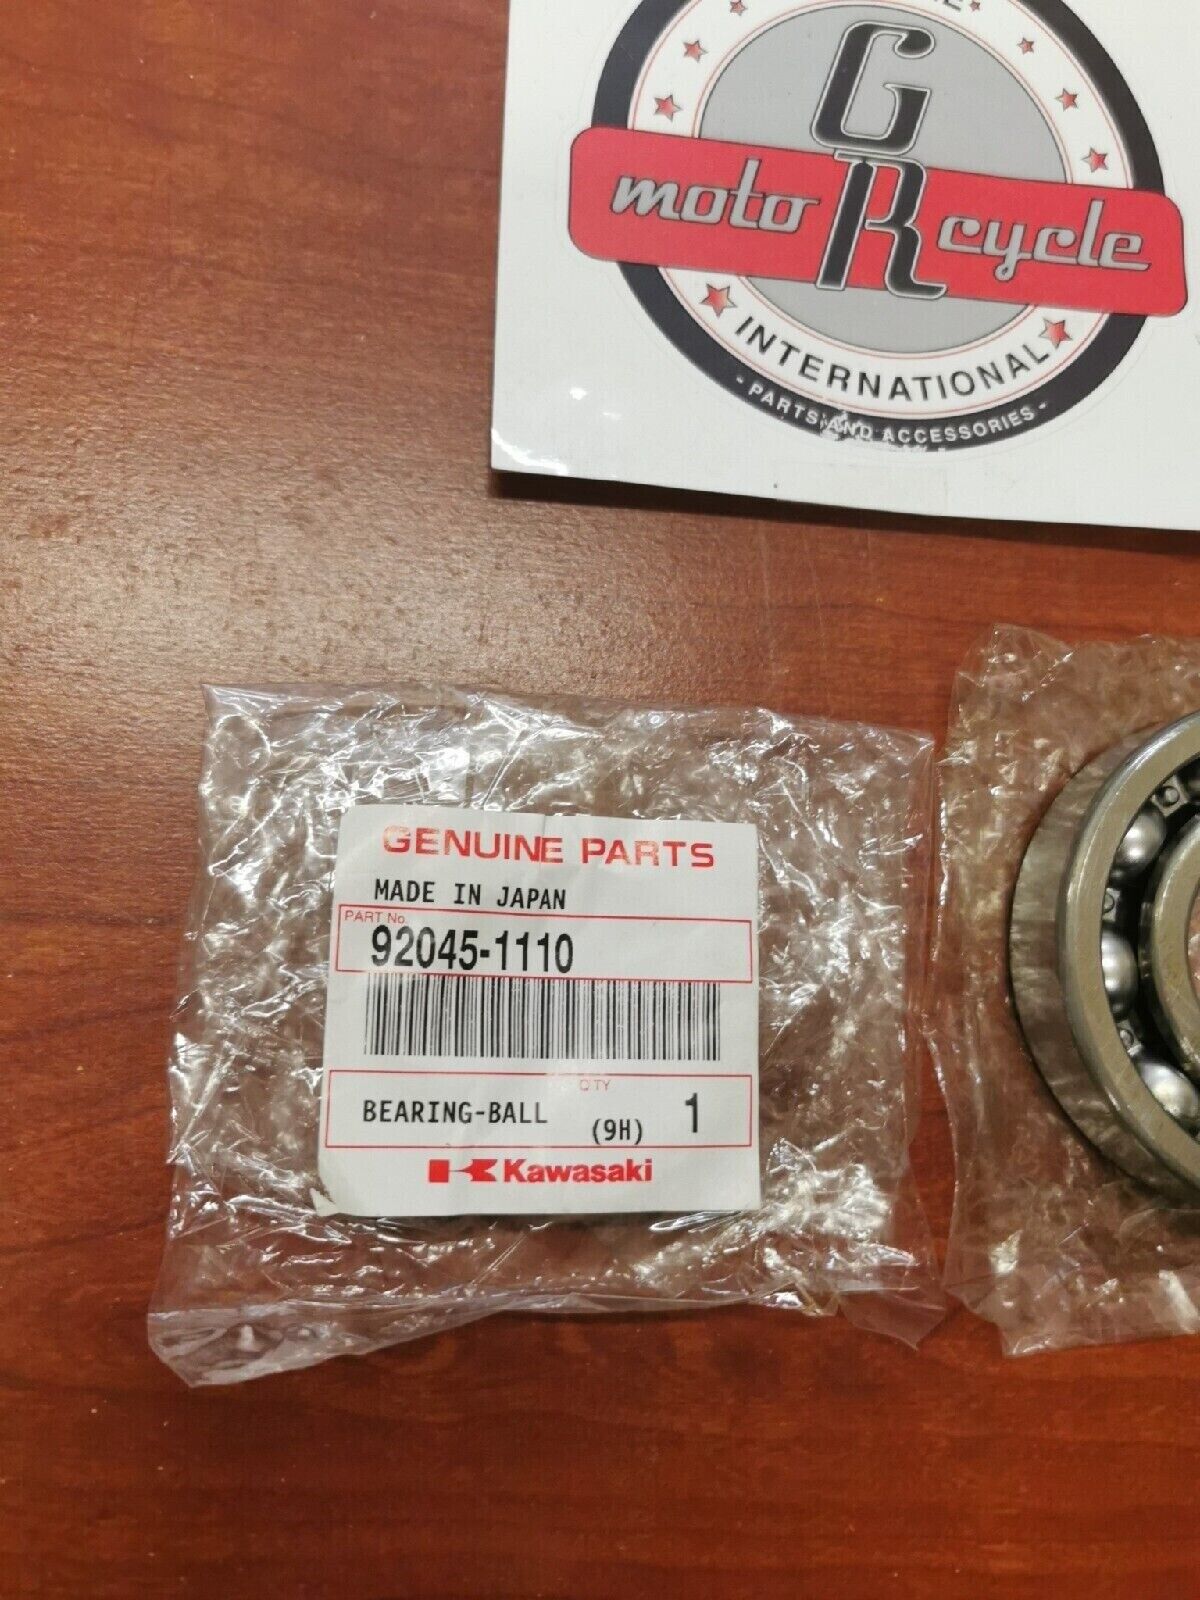 G
moto R cycle
INTERNATIONAL
- PARTS AND ACCESSORIES -
GENUINE PARTS
MADE IN JAPAN
PART No.
92045-1110
Q'TY
BEARING-BALL (9H) 1
Kawasaki